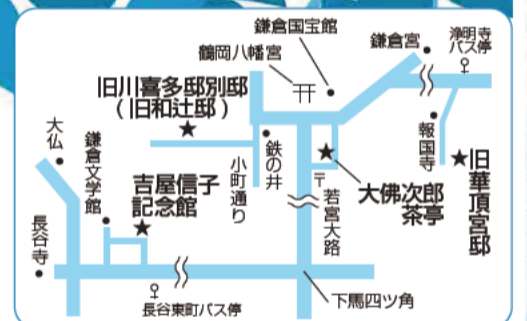 鎌倉国宝館
鶴岡八幡宮
鎌倉宮
浄明寺
バス停
旧川喜多邸別邸
(旧和辻邸)
大仏
鎌倉文学館
吉屋信子
記念館
小町通り
鉄の井
〒
若宮大路
大佛次郎
茶亭
報国寺
旧華頂宮邸
長谷寺
長谷東町バス停
下馬四ツ角